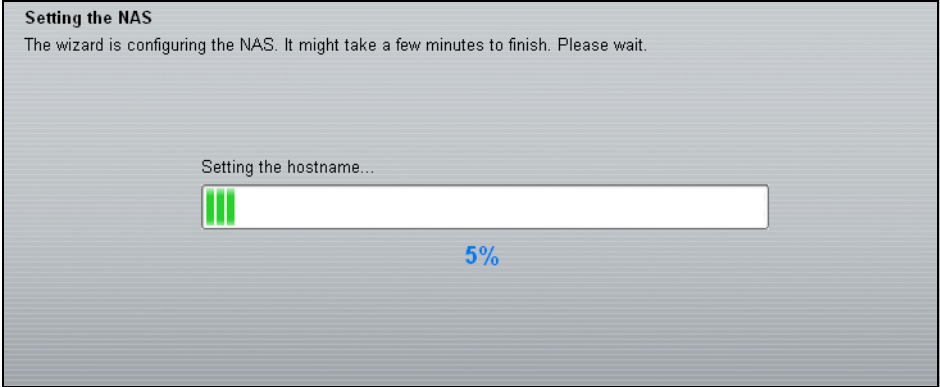 Setting the NAS
The wizard is configuring the NAS. It might take a few minutes to finish. Please wait.
Setting the hostname...
5%